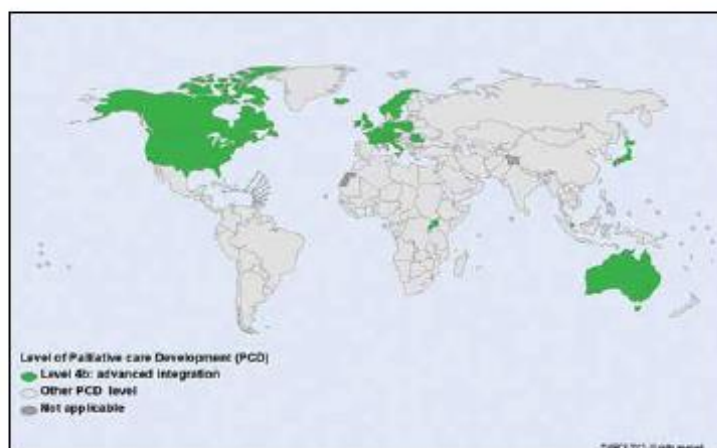 Level of Palliative care Development (PCD)
Level 4b: advanced integration
Other PCD level
Not applicable